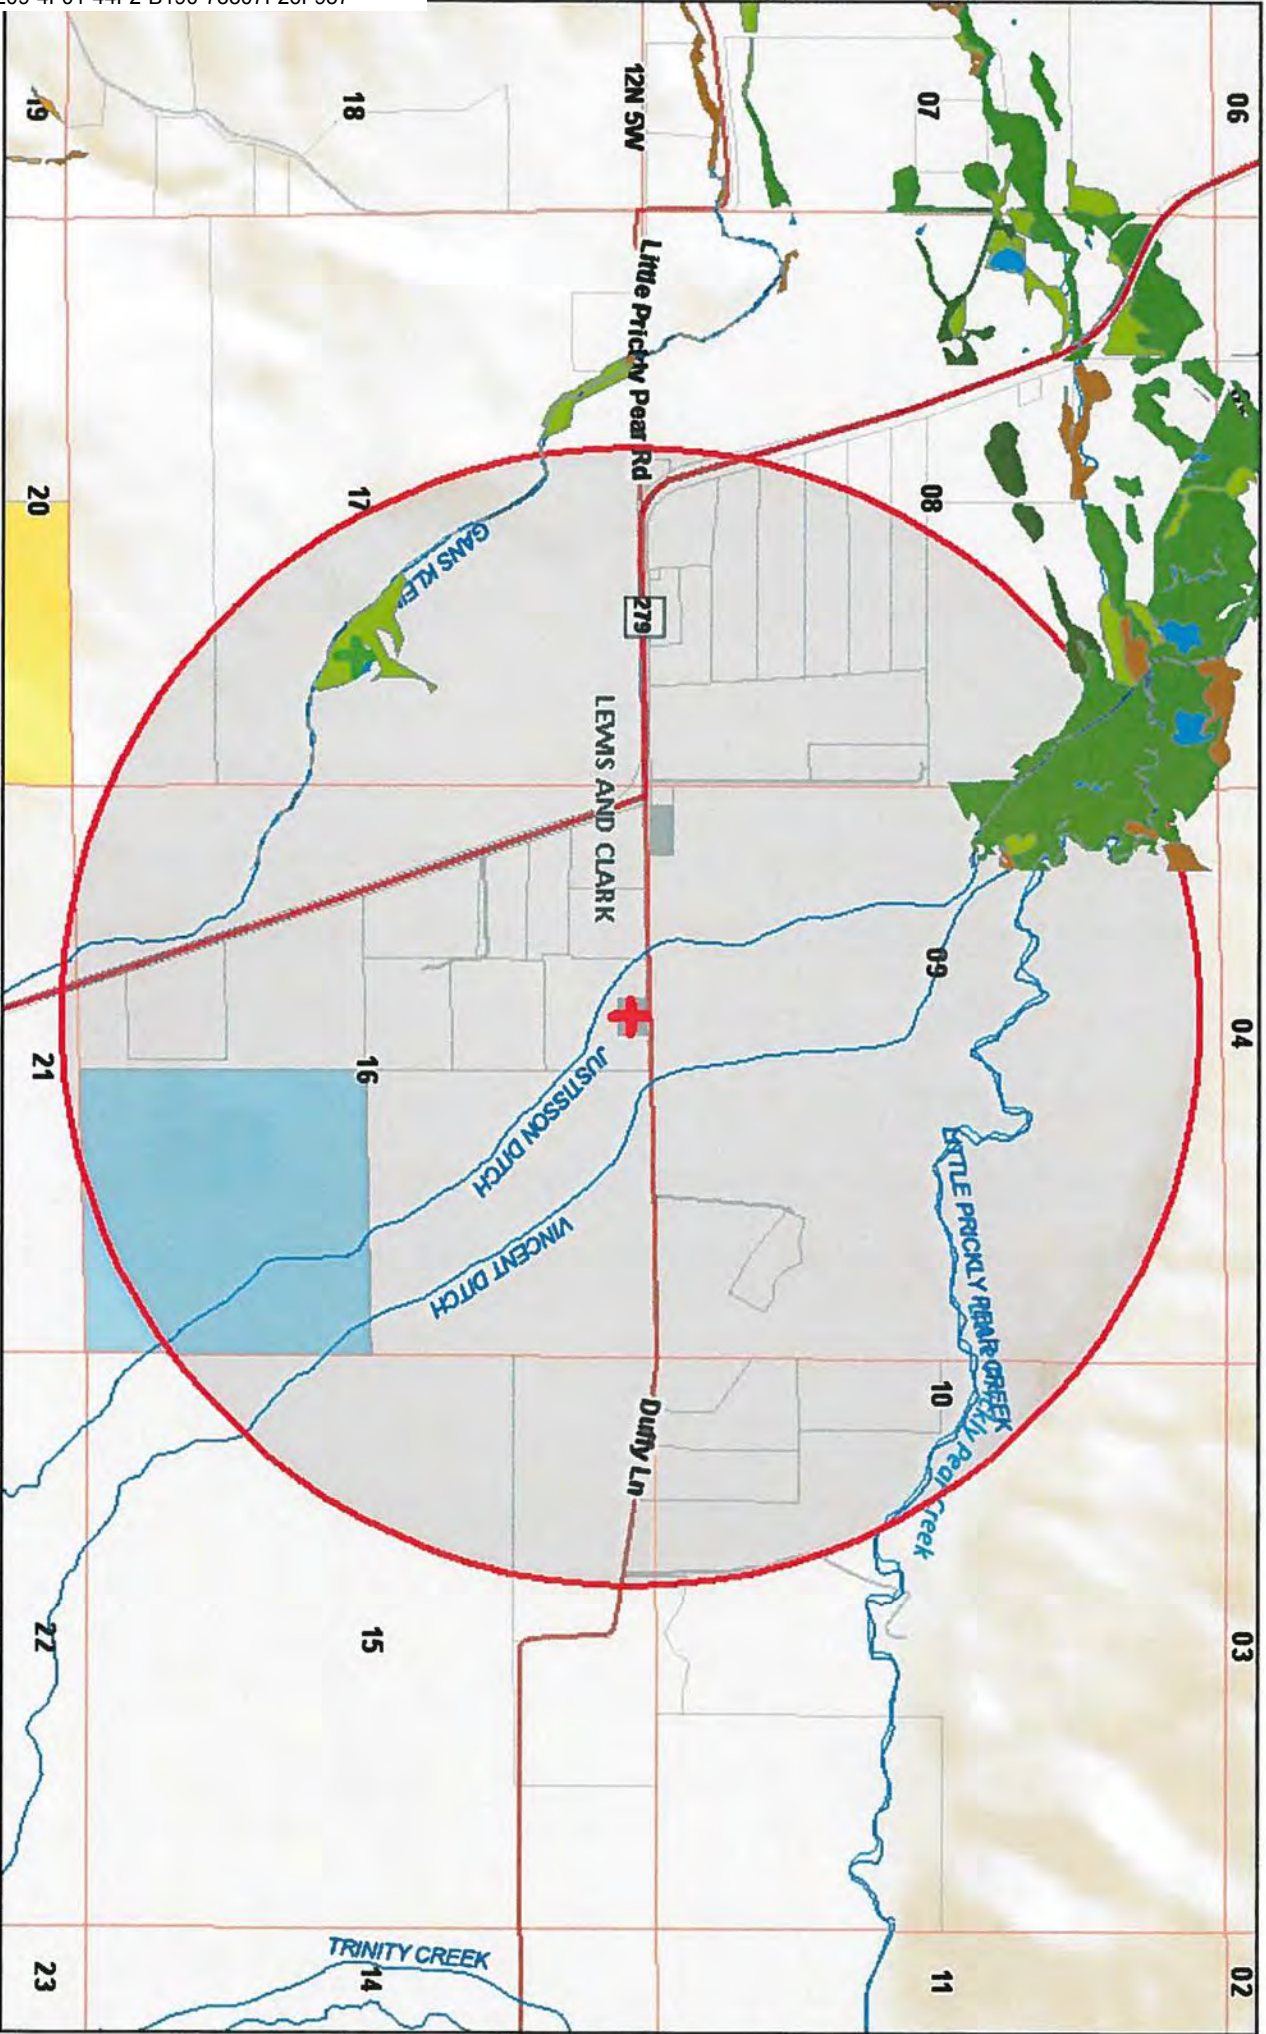 06
04
03
02
07
08
09
10
11
LITTLE PRICKLY PEAR CREEK
Pear Creek
12N 5W
Little Prickly Pear Rd
279
Duffy Ln
LEWIS AND CLARK
GANS KLEIN
JUSTISSON DITCH
VINCENT DITCH
TRINITY CREEK
18
17
16
15
14
19
20
21
22
23